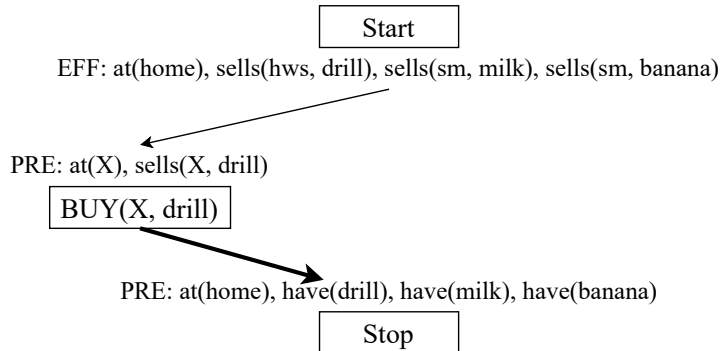 Start
EFF: at(home), sells(hws, drill), sells(sm, milk), sells(sm, banana)
PRE: at(X), sells(X, drill)
BUY(X, drill)
PRE: at(home), have(drill), have(milk), have(banana)
Stop